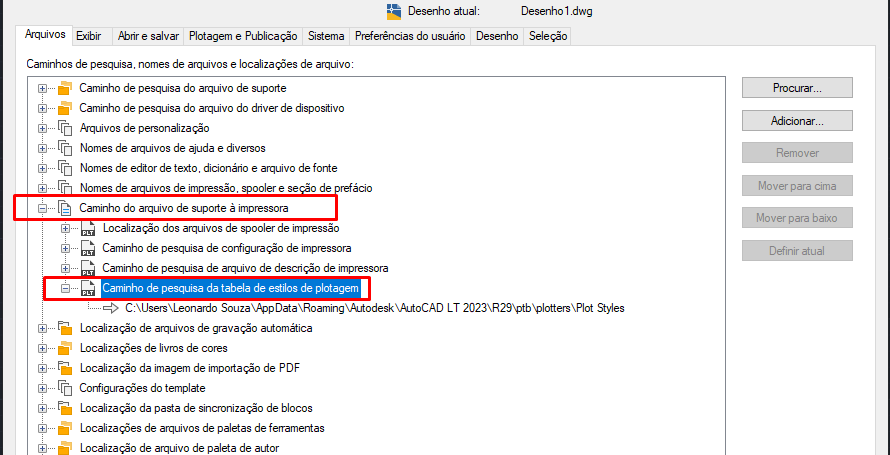 Desenho atual: Desenho1.dwg
Arquivos Exibir Abrir e salvar Plotagem e Publicação Sistema Preferências do usuário Desenho Seleção
Caminhos de pesquisa, nomes de arquivos e localizações de arquivo:
Caminho de pesquisa do arquivo de suporte
Caminho de pesquisa do arquivo do driver de dispositivo
Arquivos de personalização
Nomes de arquivos de ajuda e diversos
Nomes de editor de texto, dicionário e arquivo de fonte
Nomes de arquivos de impressão, spooler e seção de prefácio
Caminho do arquivo de suporte à impressora
PLT Localização dos arquivos de spooler de impressão
PLT Caminho de pesquisa de configuração de impressora
PLT Caminho de pesquisa de arquivo de descrição de impressora
PLT Caminho de pesquisa da tabela de estilos de plotagem
C:\Users\Leonardo Souza\AppData\Roaming\Autodesk\AutoCAD LT 2023\R29\ptb\plotters\Plot Styles
Localização de arquivos de gravação automática
Localizações de livros de cores
Localização da imagem de importação de PDF
Configurações do template
Localização da pasta de sincronização de blocos
Localizações de arquivos de paletas de ferramentas
Localização de arquivo de paleta de autor
Procurar...
Adicionar...
Remover
Mover para cima
Mover para baixo
Definir atual